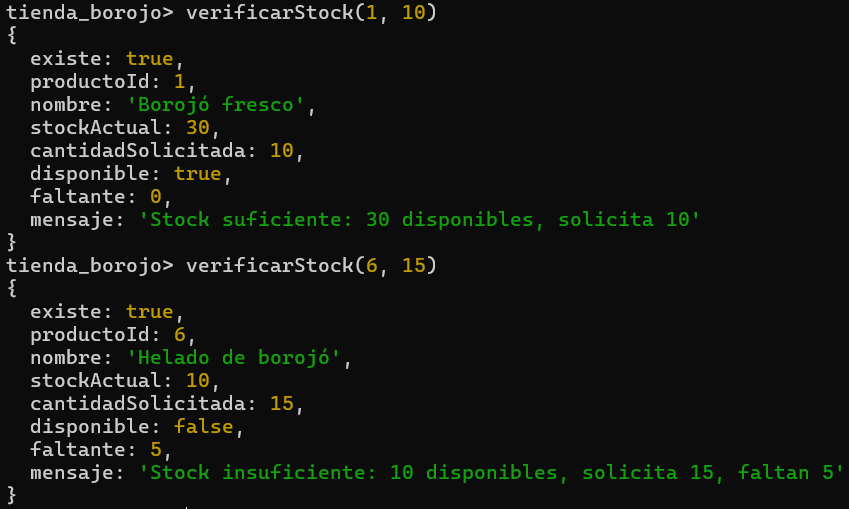 tienda_borojo> verificarStock(1, 10)
{
  existe: true,
  productoId: 1,
  nombre: 'Borojó fresco',
  stockActual: 30,
  cantidadSolicitada: 10,
  disponible: true,
  faltante: 0,
  mensaje: 'Stock suficiente: 30 disponibles, solicita 10'
}
tienda_borojo> verificarStock(6, 15)
{
  existe: true,
  productoId: 6,
  nombre: 'Helado de borojó',
  stockActual: 10,
  cantidadSolicitada: 15,
  disponible: false,
  faltante: 5,
  mensaje: 'Stock insuficiente: 10 disponibles, solicita 15, faltan 5'
}